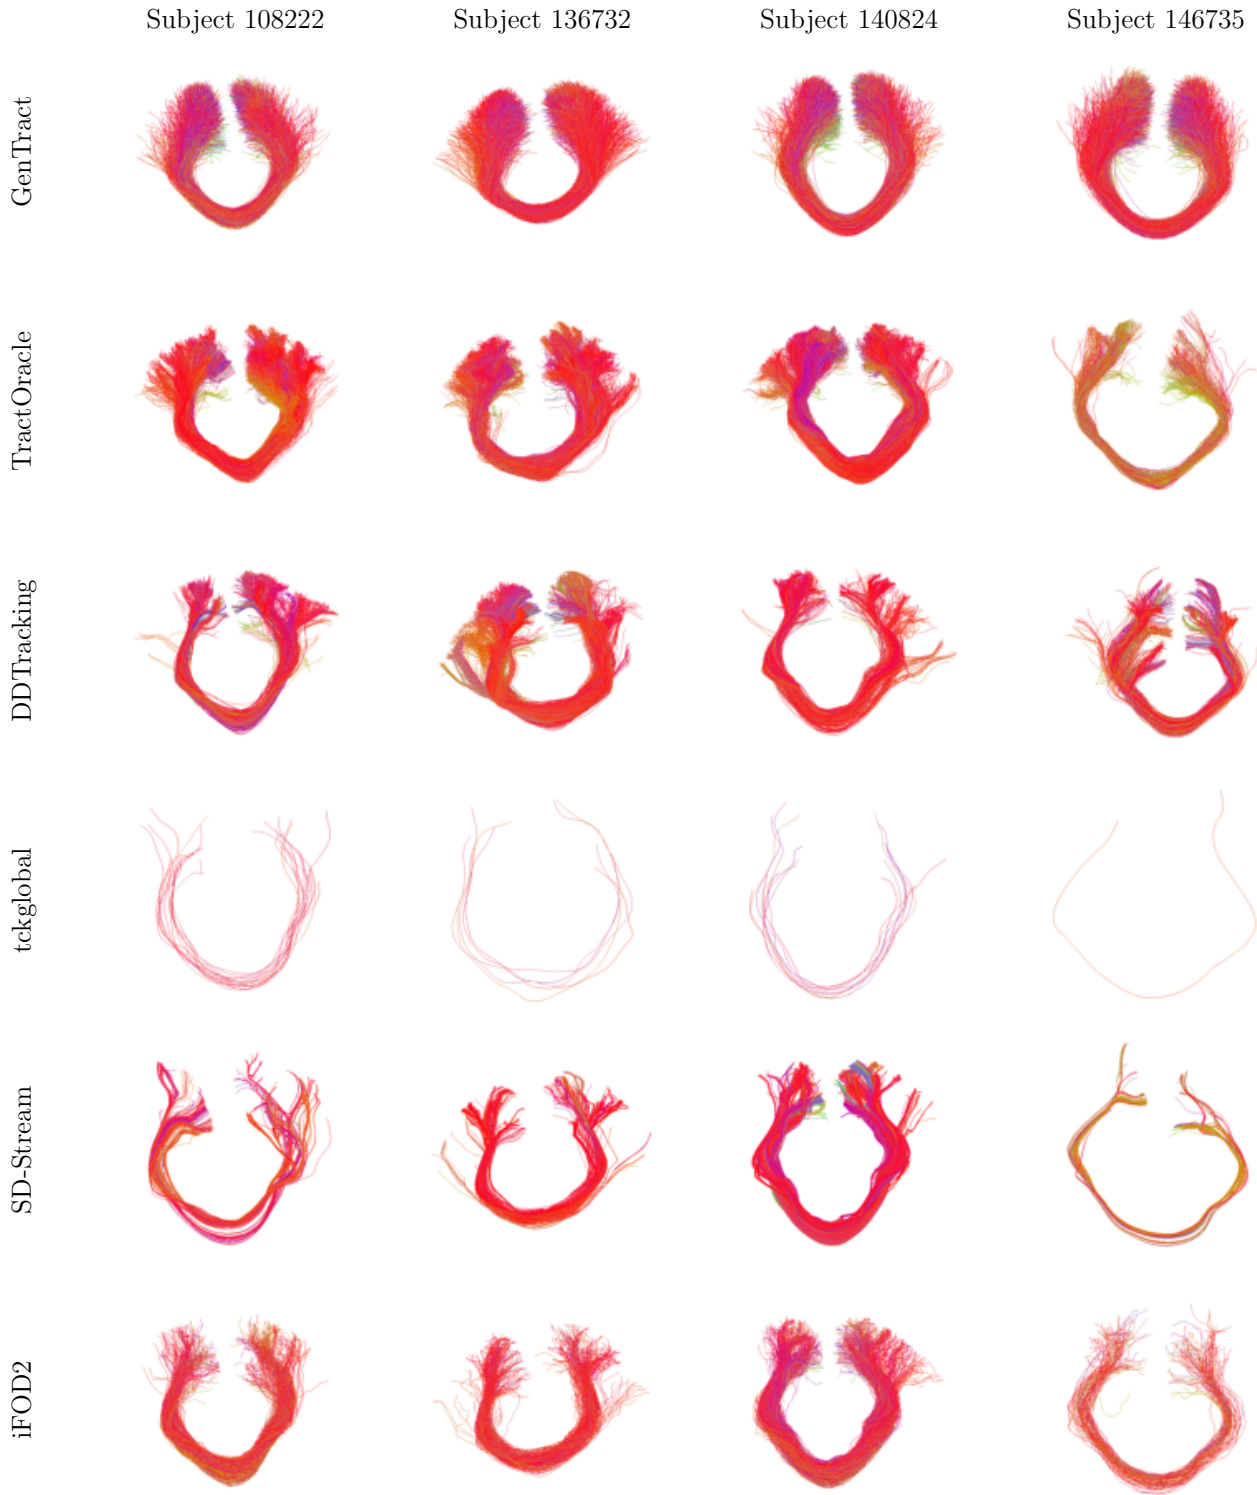 Subject 108222
Subject 136732
Subject 140824
Subject 146735
GenTract
TractOracle
DDTracking
tckglobal
SD-Stream
iFOD2